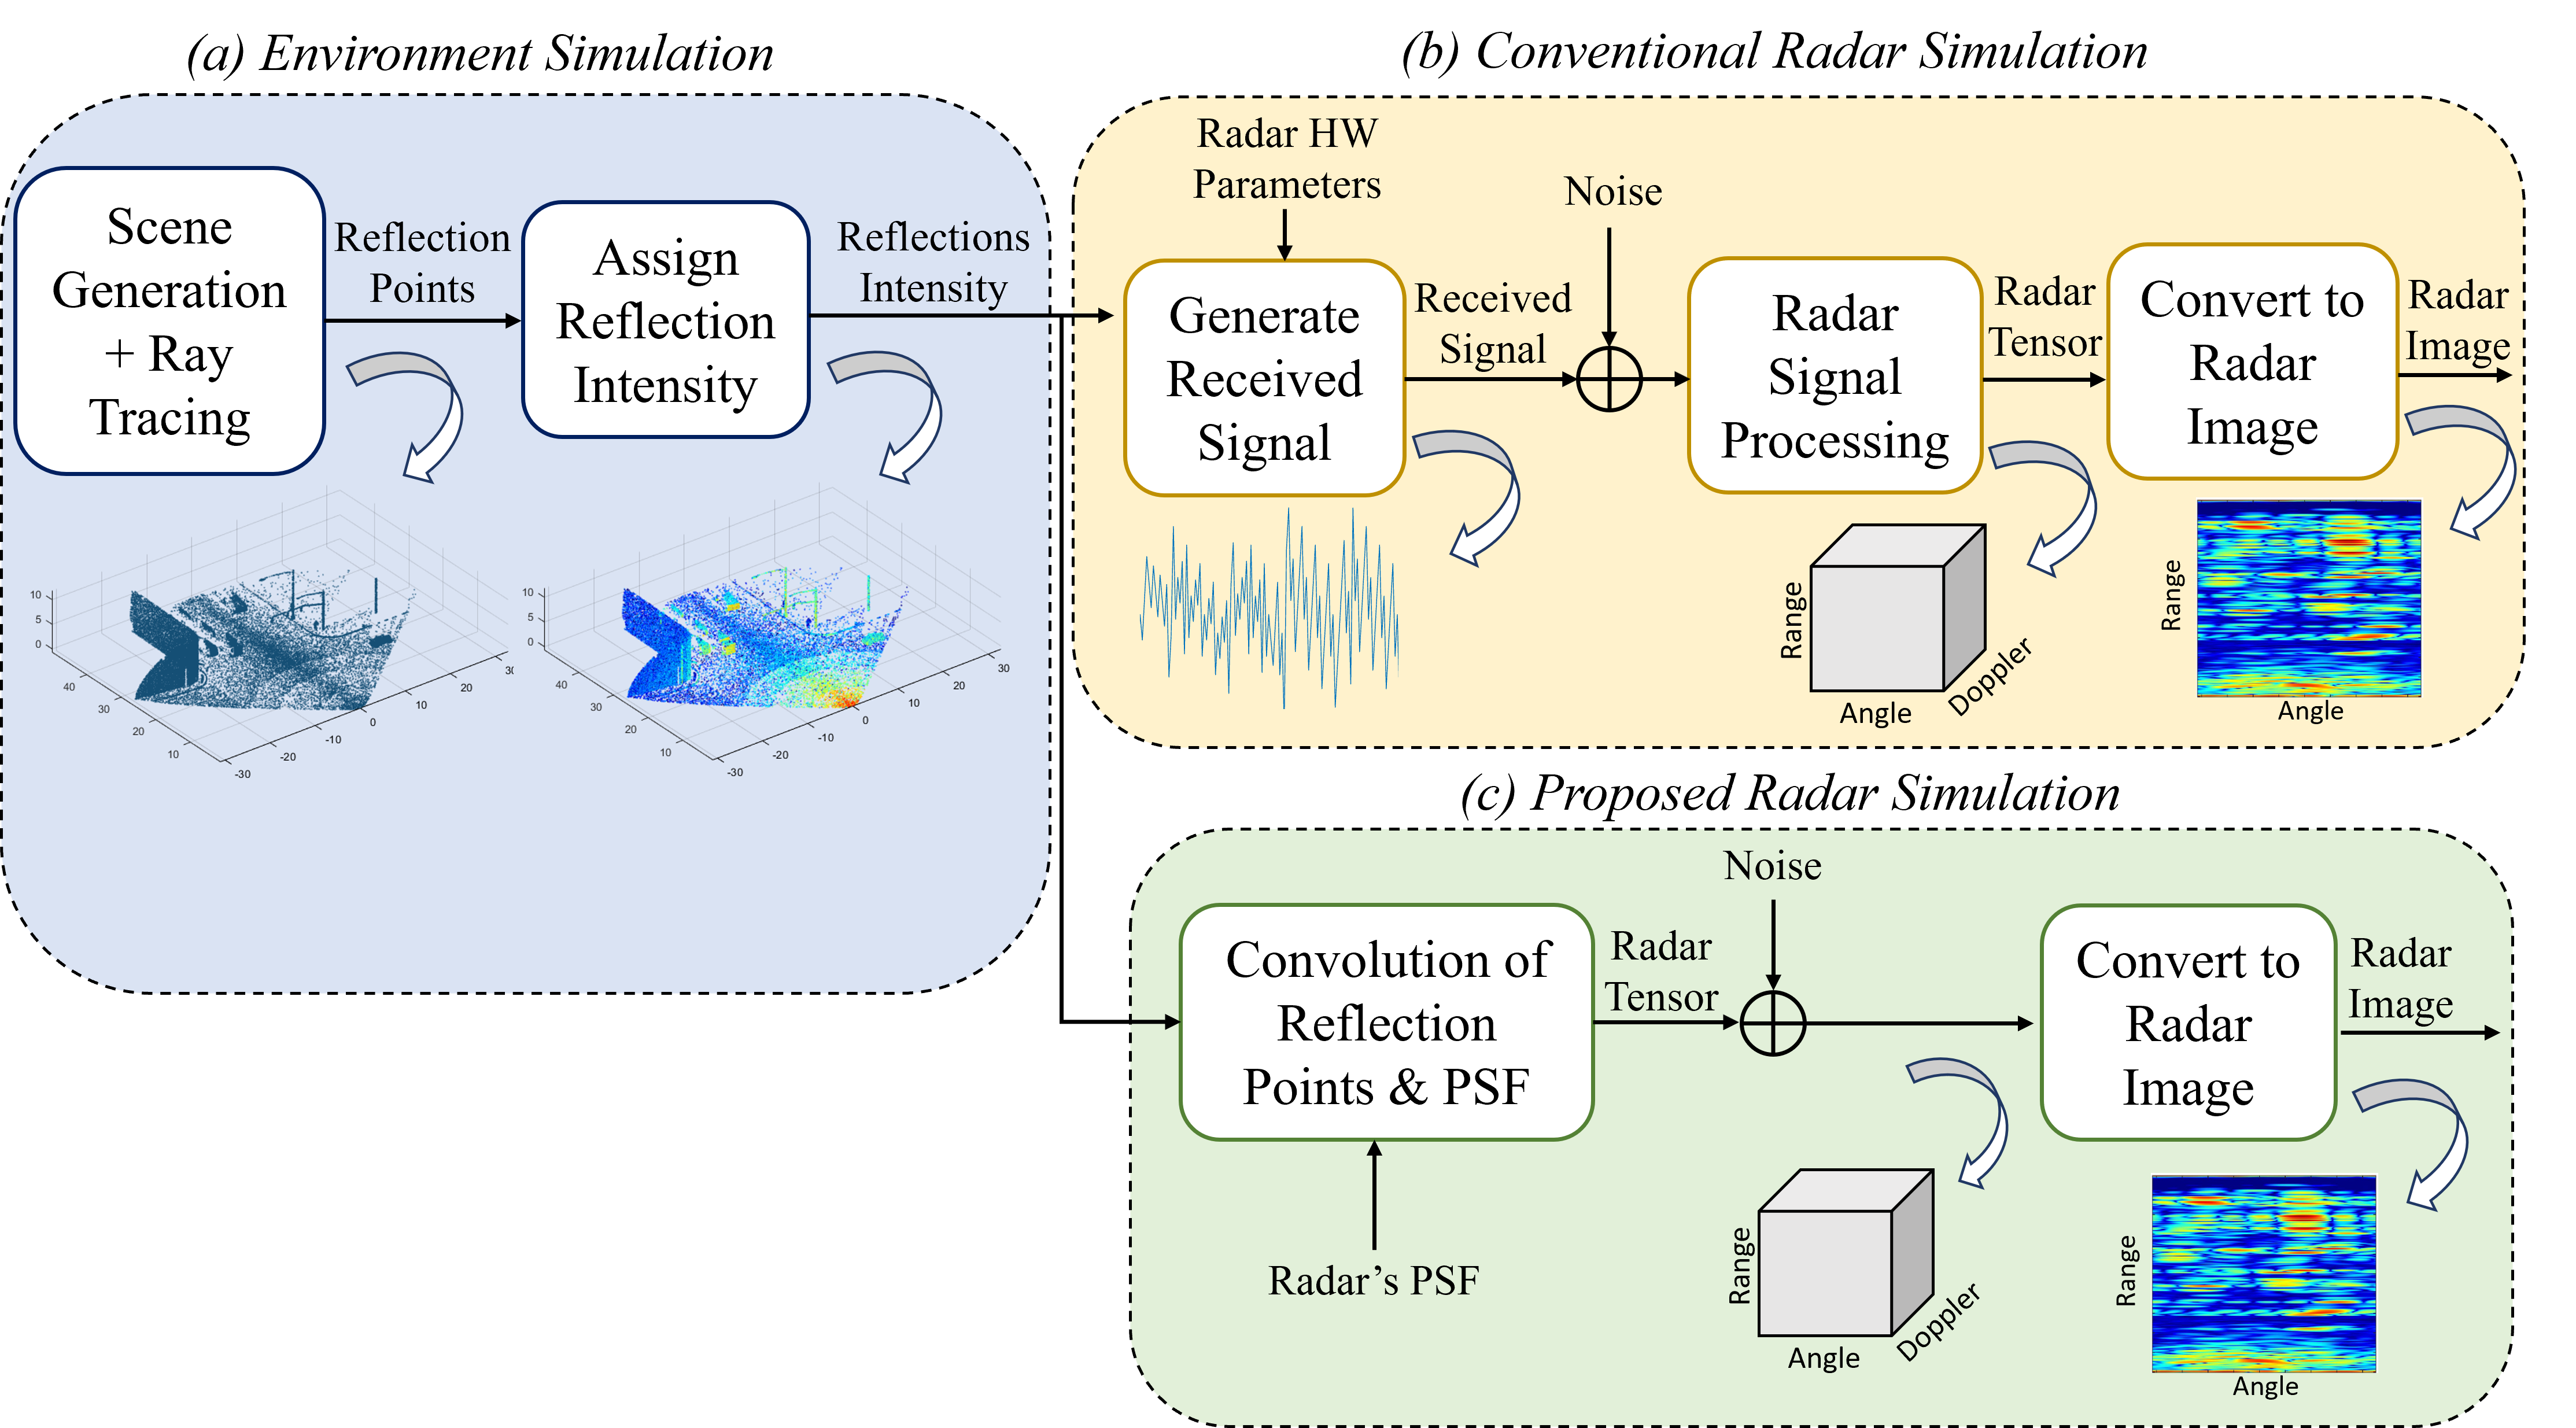 (a) Environment Simulation
Scene
Generation
+ Ray
Tracing
Reflection
Points
Assign
Reflection
Intensity
Reflections
Intensity
10
5
0
40
30
20
10
-30
-20
-10
0
10
20
10
5
0
40
30
20
10
-30
-20
-10
0
10
20
30
(b) Conventional Radar Simulation
Radar HW
Parameters
Generate
Received
Signal
Received
Signal
Noise
Radar
Signal
Processing
Radar
Tensor
Convert to
Radar
Image
Radar
Image
Range
Angle
Doppler
Range
Angle
(c) Proposed Radar Simulation
Convolution of
Reflection
Points & PSF
Radar’s PSF
Radar
Tensor
Noise
Convert to
Radar
Image
Radar
Image
Range
Angle
Doppler
Range
Angle